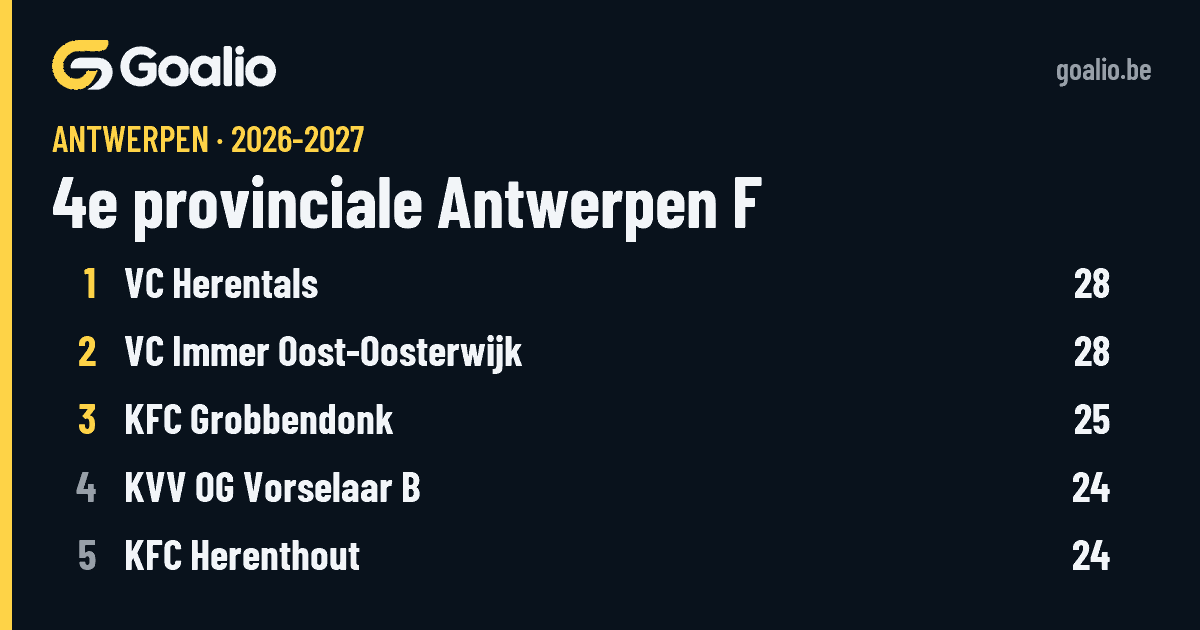 Goalio
goalio.be
ANTWERPEN · 2026-2027
4e provinciale Antwerpen F
1 VC Herentals 28
2 VC Immer Oost-Oosterwijk 28
3 KFC Grobbendonk 25
4 KVV OG Vorselaar B 24
5 KFC Herenthout 24